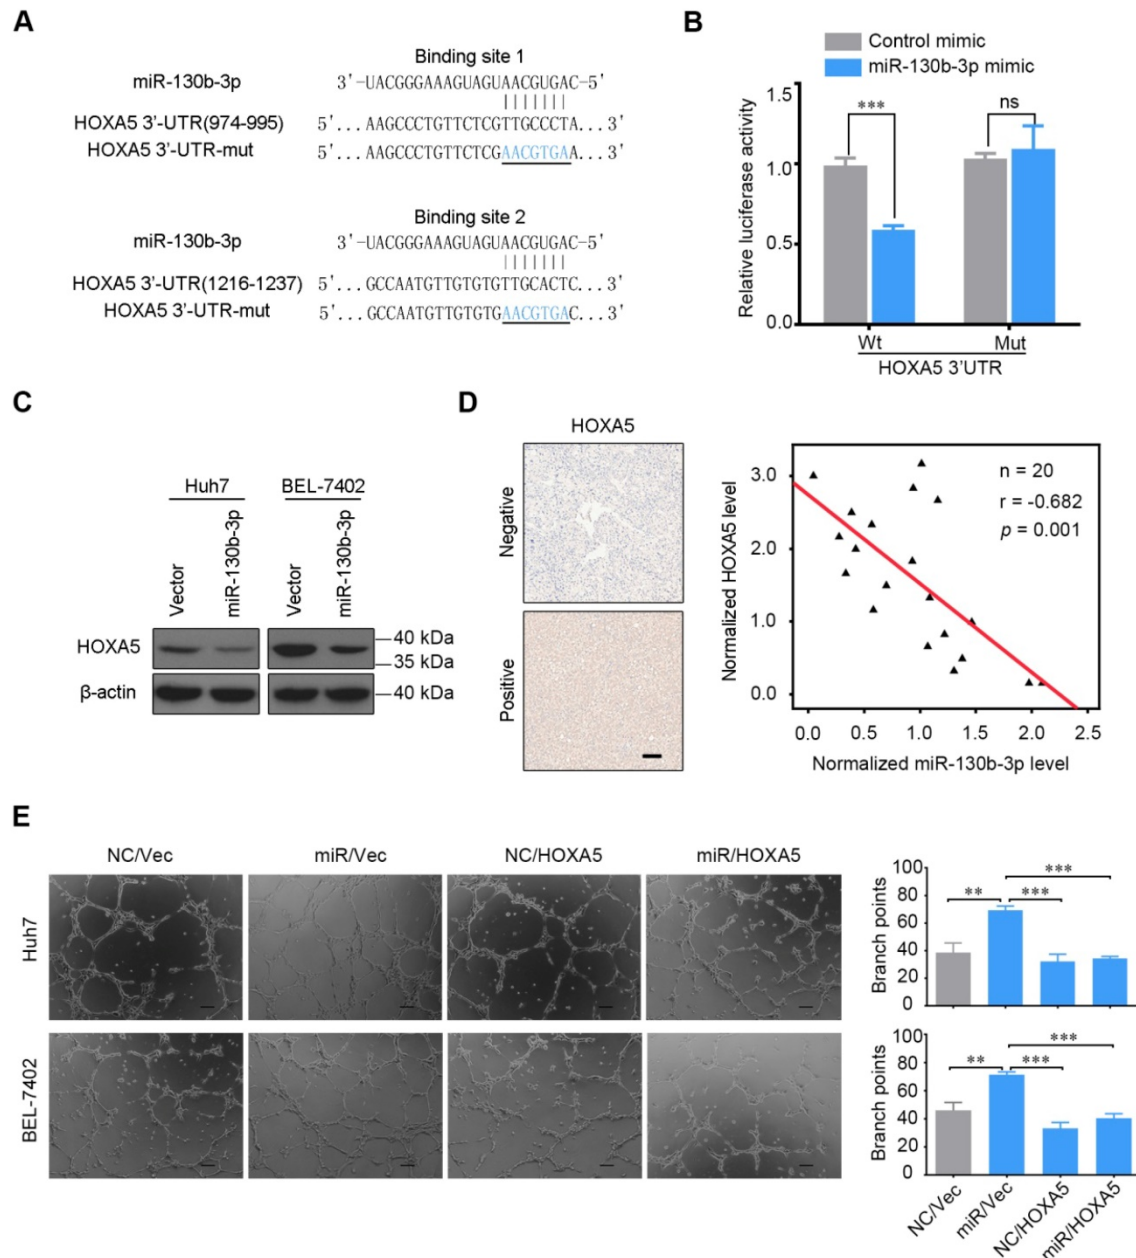 A
Binding site 1
miR-130b-3p 3'-UACGGGAAAGUAGUAACGUGAC-5'
HOXA5 3'-UTR(974-995) 5'...AAGCCCTGTTCTCGTTGCCCTA...3'
HOXA5 3'-UTR-mut 5'...AAGCCCTGTTCTCGAACGTGAA...3'
Binding site 2
miR-130b-3p 3'-UACGGGAAAGUAGUAACGUGAC-5'
HOXA5 3'-UTR(1216-1237) 5'...GCCAATGTTGTGTGTTGCACTC...3'
HOXA5 3'-UTR-mut 5'...GCCAATGTTGTGTGAACGTGAC...3'
B
Control mimic
miR-130b-3p mimic
Relative luciferase activity
1.5
1.0
0.5
0.0
***
ns
Wt Mut
HOXA5 3'UTR
C
Huh7 BEL-7402
Vector miR-130b-3p Vector miR-130b-3p
HOXA5
40 kDa
35 kDa
β-actin
40 kDa
D
HOXA5
Negative
Positive
Normalized HOXA5 level
3.0
2.0
1.0
0.0
n = 20
r = -0.682
p = 0.001
0.0 0.5 1.0 1.5 2.0 2.5
Normalized miR-130b-3p level
E
NC/Vec miR/Vec NC/HOXA5 miR/HOXA5
Huh7
BEL-7402
Branch points
100
80
60
40
20
0
***
** ***
Branch points
100
80
60
40
20
0
***
** ***
NC/Vec miR/Vec NC/HOXA5 miR/HOXA5